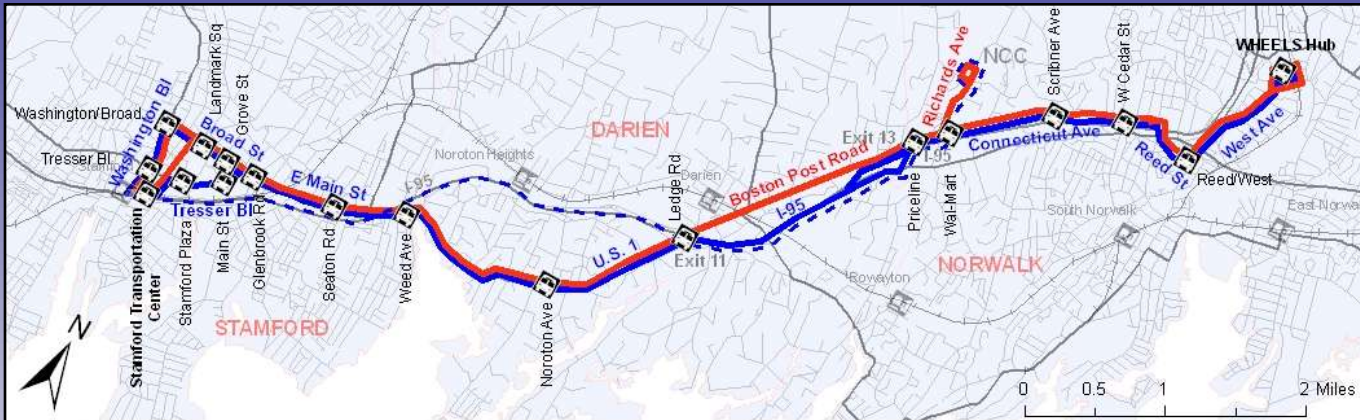 Landmark Sq
Grove St
Washington Bl
Washington/Broad
Broad St
Tresser Bl
Tresser Bl
E Main St
I-95
Noroton Heights
DARIEN
Darien
Ledge Rd
Boston Post Road
I-95
U.S. 1
Exit 11
Exit 13
Richards Ave
NCC
I-95
Priceline
Wal-Mart
Scribner Ave
Connecticut Ave
W Cedar St
Reed St
Reed/West
West Ave
WHEELS Hub
South Norwalk
East Norwalk
NORWALK
Rowayton
Stamford Transportation
Center
Stamford Plaza
Main St
Glenbrook Rd
Seaton Rd
Weed Ave
Noroton Ave
STAMFORD
N
0 0.5 1 2 Miles